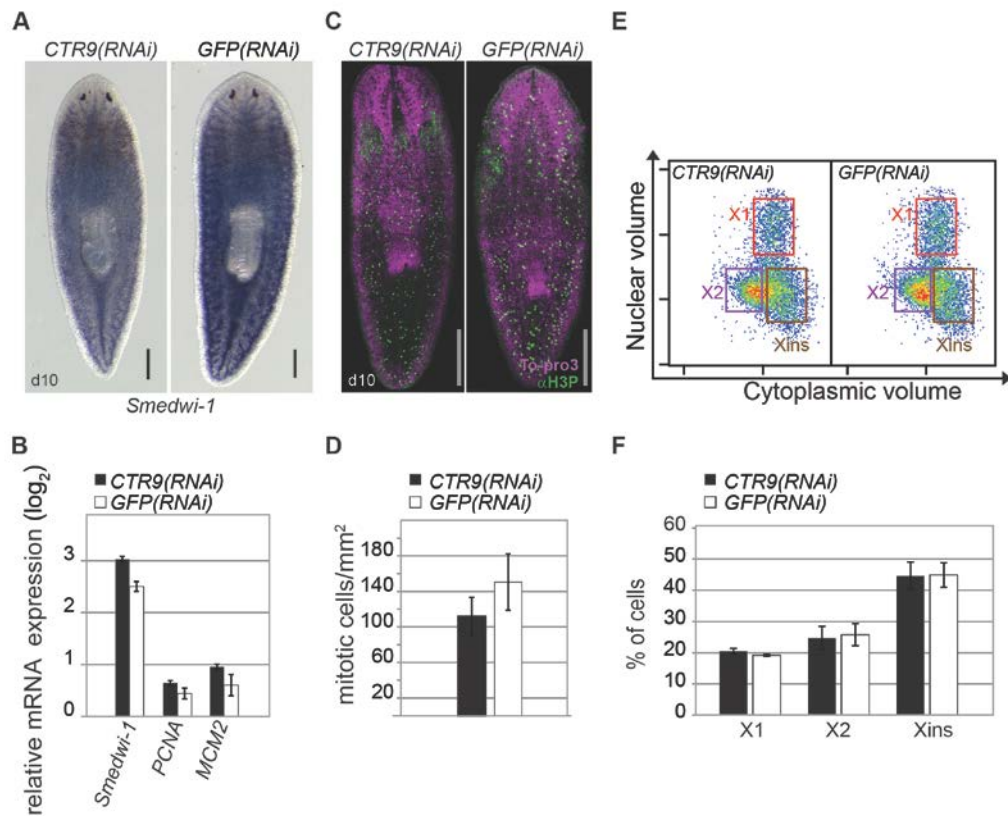 A
CTR9(RNAi) GFP(RNAi)
d10
Smedwi-1
B
CTR9(RNAi)
GFP(RNAi)
relative mRNA expression (log2)
3
2
1
0
Smedwi-1
PCNA
MCM2
C
CTR9(RNAi) GFP(RNAi)
d10
To-pro3
αH3P
D
CTR9(RNAi)
GFP(RNAi)
mitotic cells/mm²
180
140
100
60
20
E
CTR9(RNAi) GFP(RNAi)
X1 X1
X2 X2
Xins Xins
Nuclear volume
Cytoplasmic volume
F
CTR9(RNAi)
GFP(RNAi)
% of cells
60
50
40
30
20
10
0
X1 X2 Xins